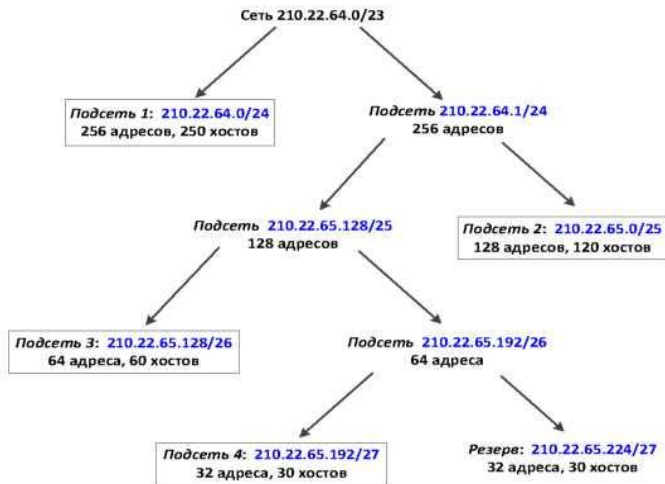 Сеть 210.22.64.0/23
Подсеть 1: 210.22.64.0/24
256 адресов, 250 хостов
Подсеть 210.22.64.1/24
256 адресов
Подсеть 210.22.65.128/25
128 адресов
Подсеть 2: 210.22.65.0/25
128 адресов, 120 хостов
Подсеть 3: 210.22.65.128/26
64 адреса, 60 хостов
Подсеть 210.22.65.192/26
64 адреса
Подсеть 4: 210.22.65.192/27
32 адреса, 30 хостов
Резерв: 210.22.65.224/27
32 адреса, 30 хостов